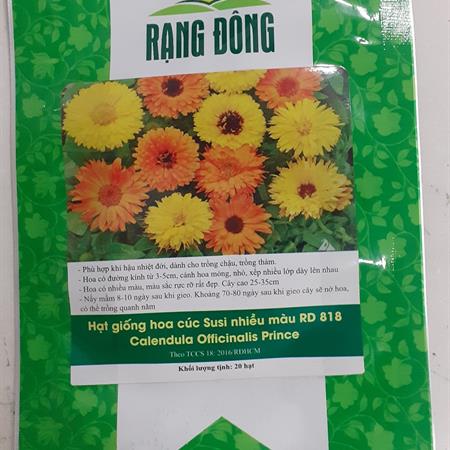 RẠNG ĐÔNG
- Phù hợp khí hậu nhiệt đới, dành cho trồng chậu, trồng thảm.
- Hoa có đường kính từ 3-5cm, cánh hoa mỏng, nhỏ, xếp nhiều lớp dày lên nhau
- Hoa có nhiều màu, màu sắc rực rỡ rất đẹp. Cây cao 25-35cm
- Nẩy mầm 8-10 ngày sau khi gieo. Khoảng 70-80 ngày sau khi gieo cây sẽ nở hoa,
có thể trồng quanh năm
Hạt giống hoa cúc Susi nhiều màu RD 818
Calendula Officinalis Prince
Theo TCCS 18: 2016/RDHCM
Khối lượng tịnh: 20 hạt